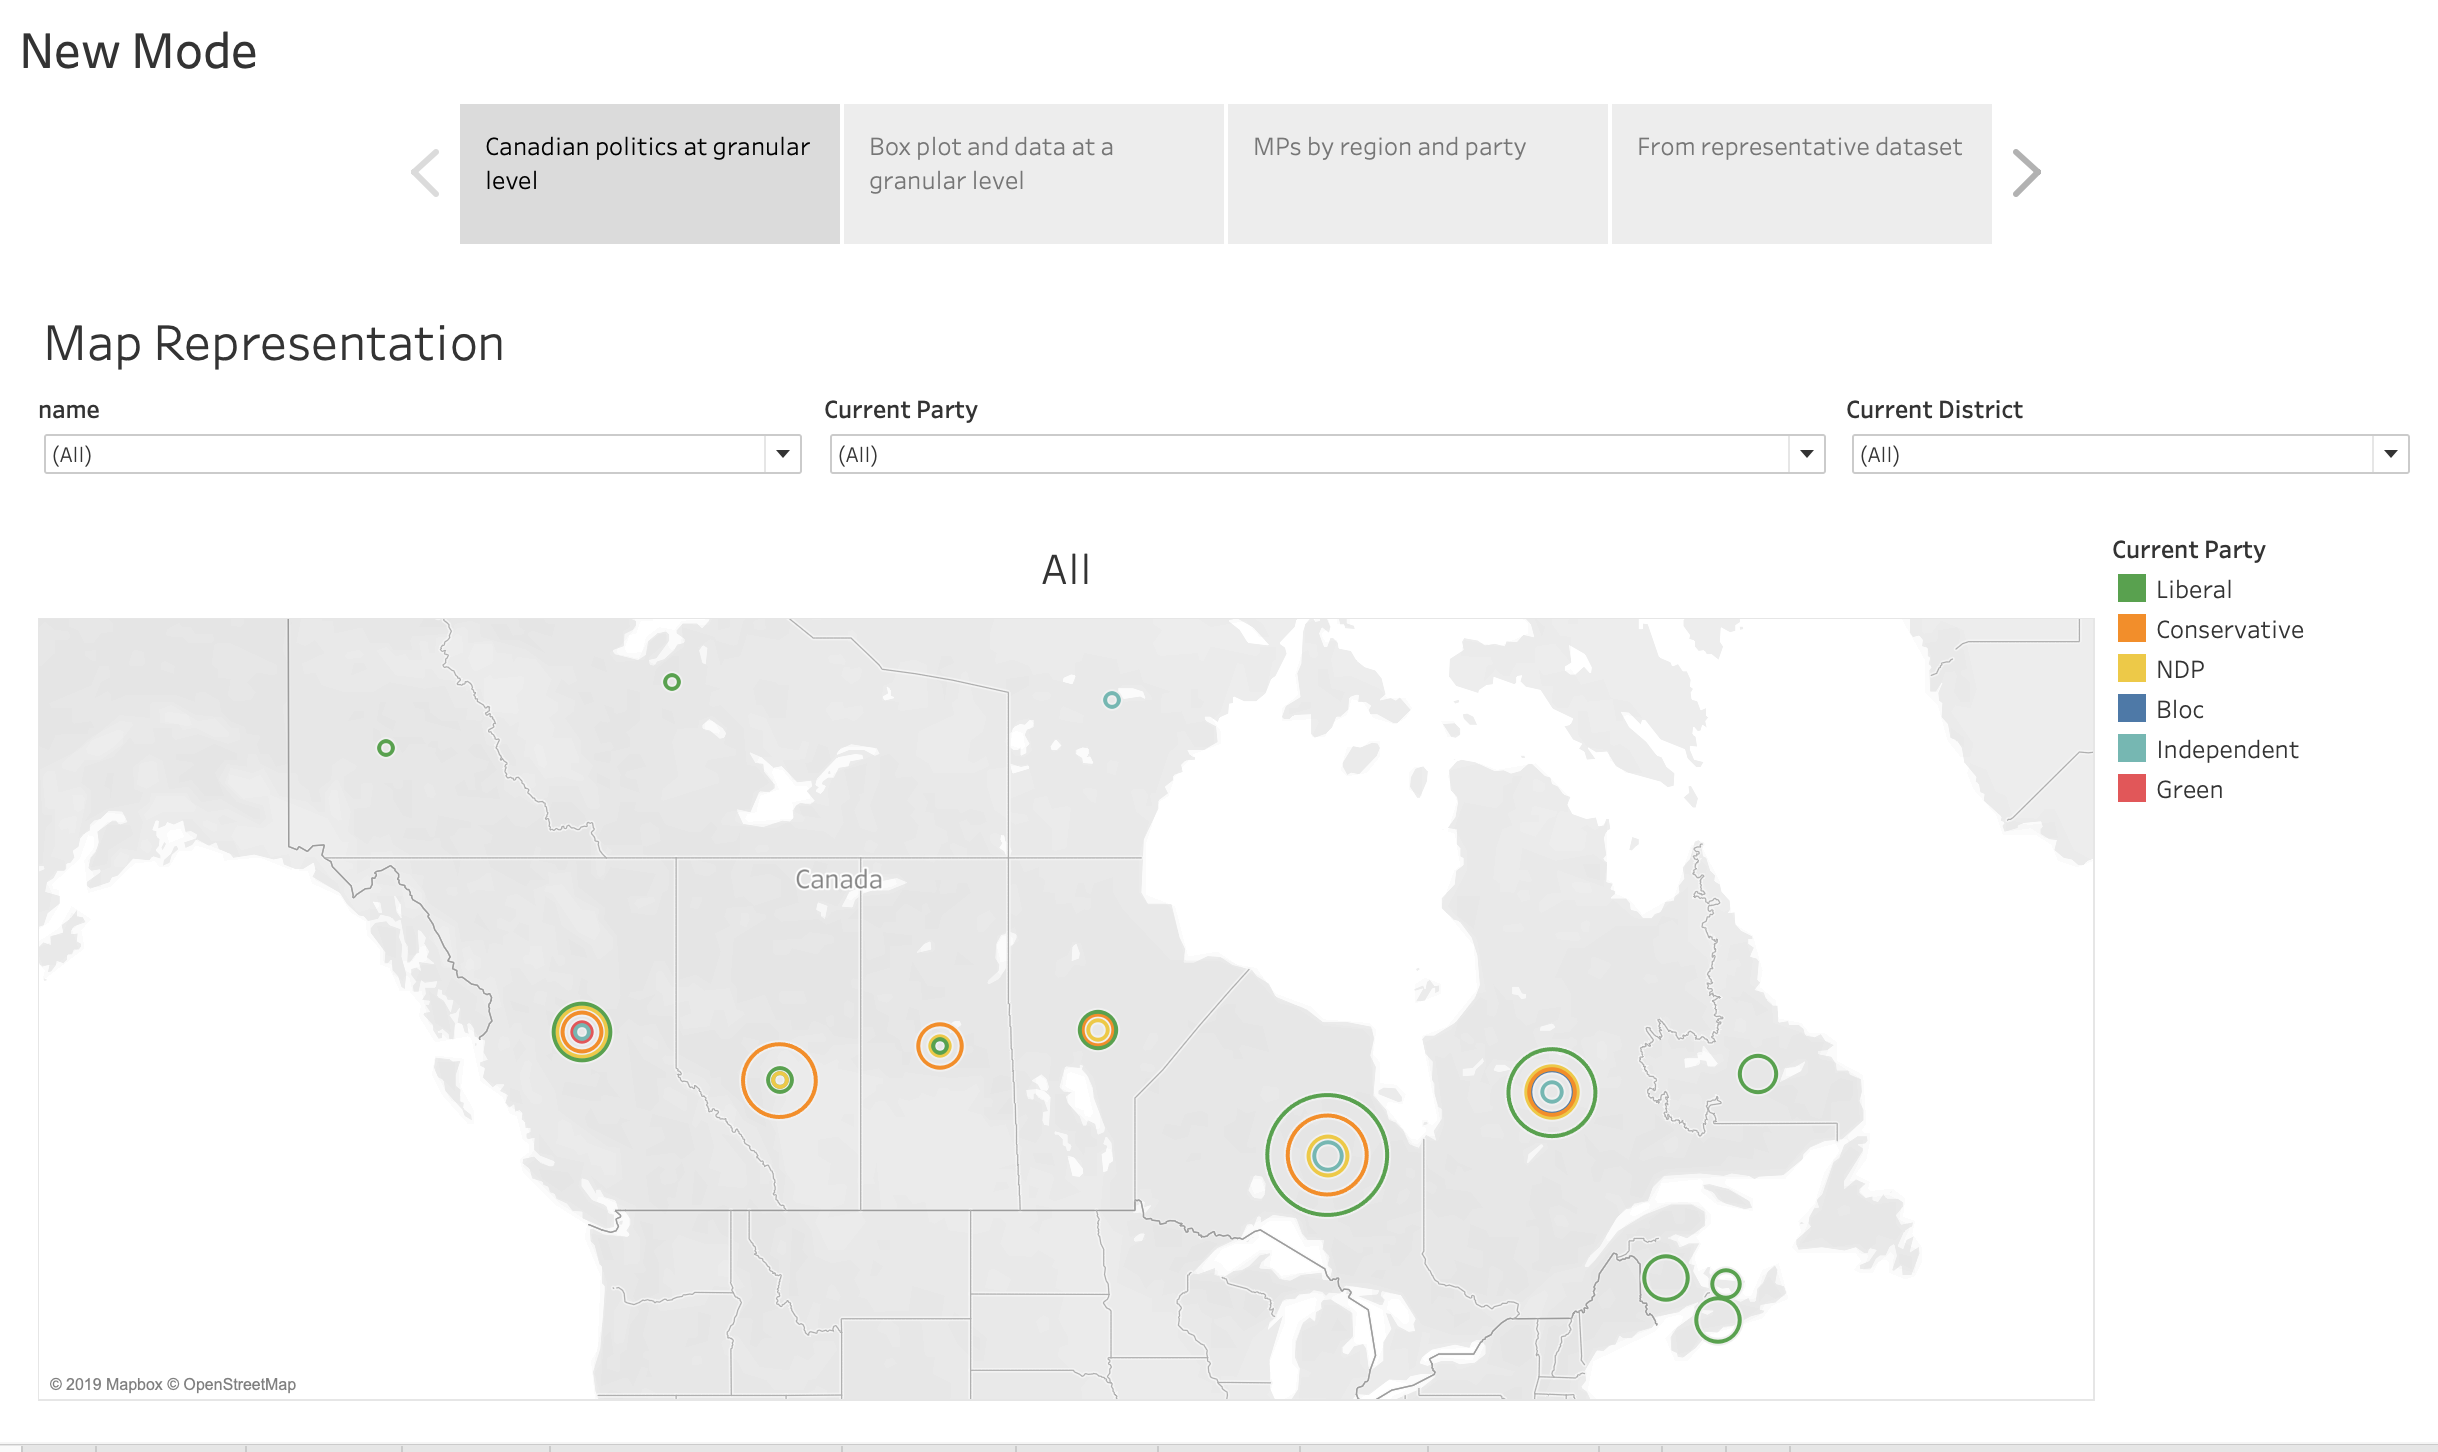 New Mode
Canadian politics at granular
level
Box plot and data at a
granular level
MPs by region and party
From representative dataset
Map Representation
name
Current Party
Current District
(All)
(All)
(All)
All
Current Party
Liberal
Conservative
NDP
Bloc
Independent
Green
Canada
© 2019 Mapbox © OpenStreetMap